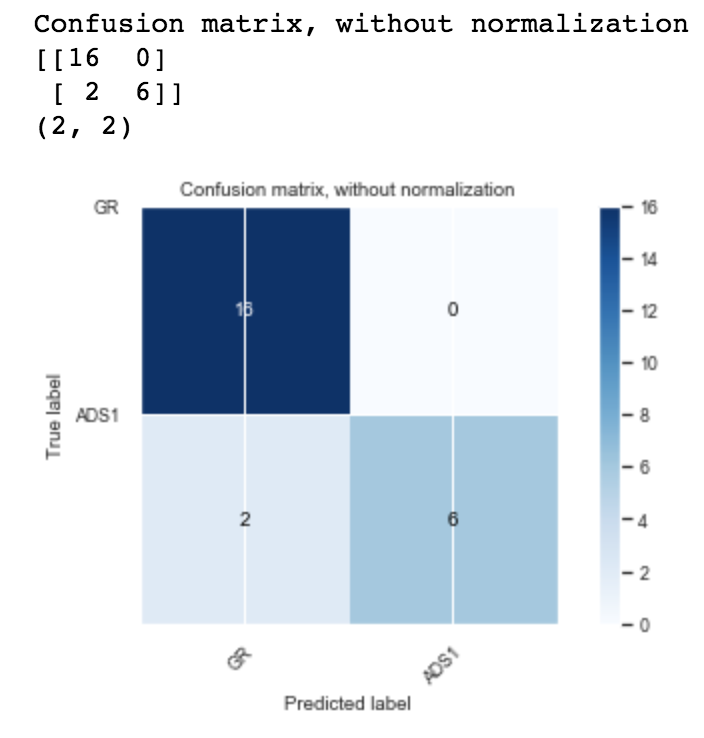 Confusion matrix, without normalization
[[16  0]
 [ 2  6]]
(2, 2)
Confusion matrix, without normalization
GR
16
0
ADS1
2
6
True label
GR
ADS1
Predicted label
16
14
12
10
8
6
4
2
0